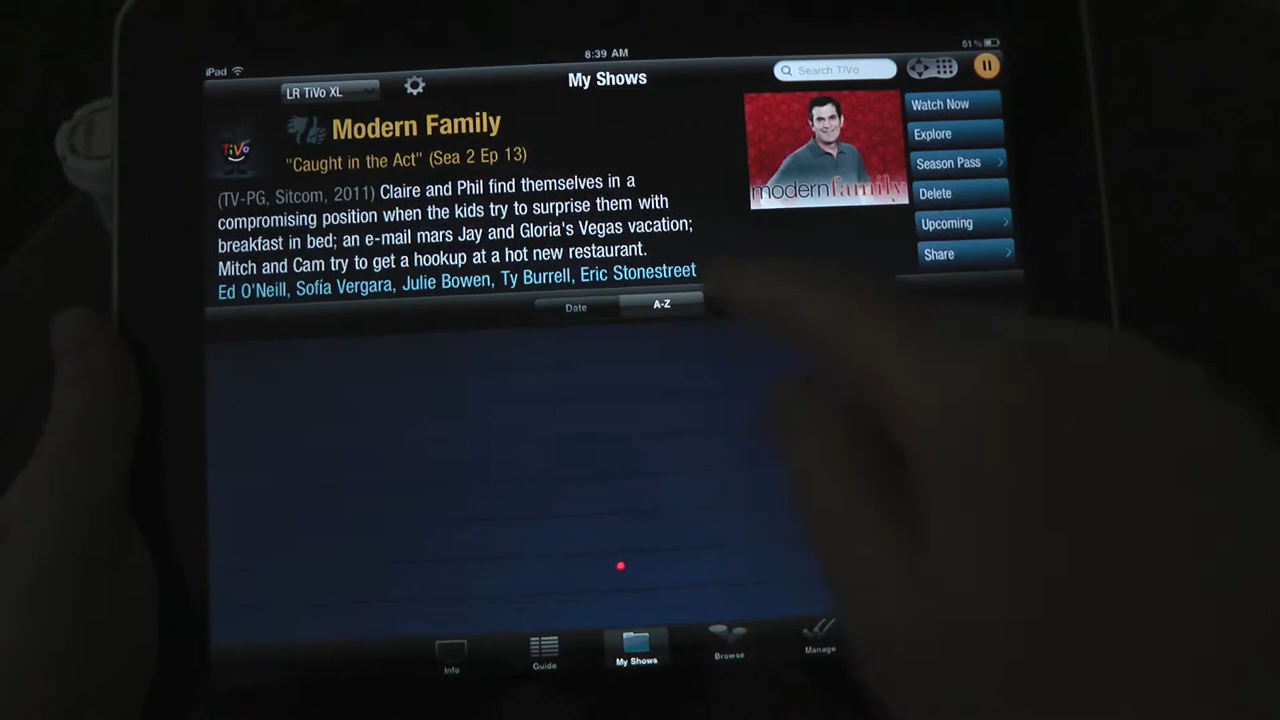 8:39 AM
51%
iPad
LR TiVo XL
My Shows
Search TiVo
TiVo
Modern Family
"Caught in the Act" (Sea 2 Ep 13)
(TV-PG, Sitcom, 2011) Claire and Phil find themselves in a
compromising position when the kids try to surprise them with
breakfast in bed; an e-mail mars Jay and Gloria's Vegas vacation;
Mitch and Cam try to get a hookup at a hot new restaurant.
Ed O'Neill, Sofía Vergara, Julie Bowen, Ty Burrell, Eric Stonestreet
modern family
Watch Now
Explore
Season Pass
Delete
Upcoming
Share
Date
A-Z
Info
Guide
My Shows
Browse
Manage